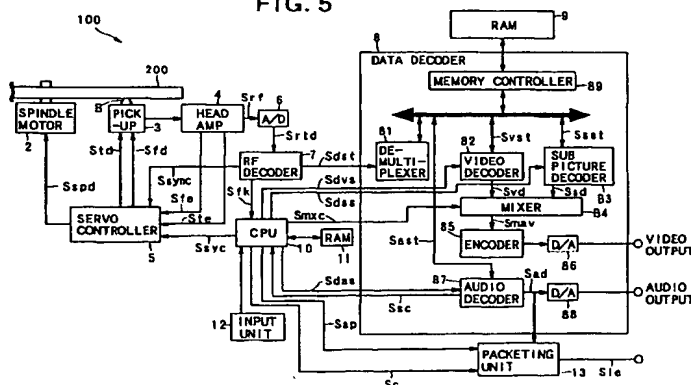 FIG. 5
100
RAM
9
8
DATA DECODER
MEMORY CONTROLLER
89
200
B
SPINDLE
MOTOR
2
PICK
-UP
3
4
HEAD
AMP
Srf
6
A/D
Srtd
Std
Sfd
Sspd
7
RF
DECODER
Sdst
Ssync
Sfe
Ste
Sfk
SERVO
CONTROLLER
5
Ssyc
CPU
10
RAM
11
Sdvs
Sdss
Smxc
81
DE-
MULTI-
PLEXER
82
VIDEO
DECODER
Svst
Ssst
SUB
PICTURE
DECODER
83
Svd
Ssd
MIXER
84
Smav
Sast
85
ENCODER
D/A
86
VIDEO
OUTPUT
87
AUDIO
DECODER
Sad
D/A
88
AUDIO
OUTPUT
Sdas
Ssc
12
INPUT
UNIT
Ssp
PACKETING
UNIT
13
Sie
Sc